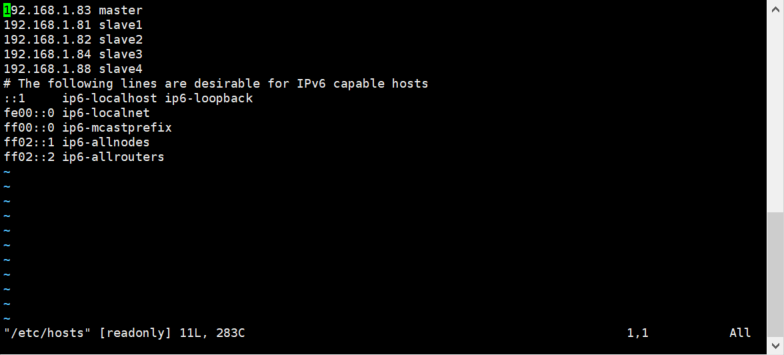 192.168.1.83 master
192.168.1.81 slave1
192.168.1.82 slave2
192.168.1.84 slave3
192.168.1.88 slave4
# The following lines are desirable for IPv6 capable hosts
::1     ip6-localhost ip6-loopback
fe00::0 ip6-localnet
ff00::0 ip6-mcastprefix
ff02::1 ip6-allnodes
ff02::2 ip6-allrouters
~
~
~
~
~
~
~
~
~
~
~
"/etc/hosts" [readonly] 11L, 283C 1,1 All